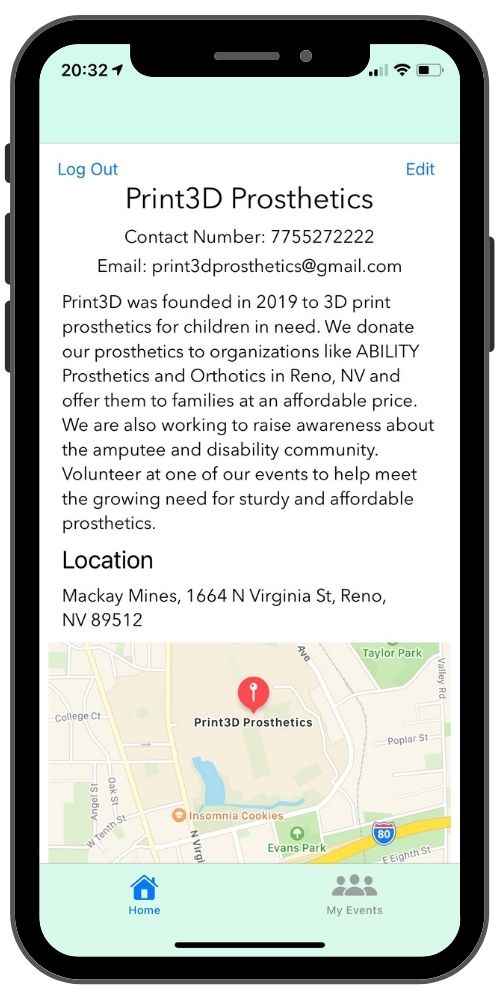 20:32
Log Out
Edit
Print3D Prosthetics
Contact Number: 7755272222
Email: print3dprosthetics@gmail.com
Print3D was founded in 2019 to 3D print
prosthetics for children in need. We donate
our prosthetics to organizations like ABILITY
Prosthetics and Orthotics in Reno, NV and
offer them to families at an affordable price.
We are also working to raise awareness about
the amputee and disability community.
Volunteer at one of our events to help meet
the growing need for sturdy and affordable
prosthetics.
Location
Mackay Mines, 1664 N Virginia St, Reno,
NV 89512
Ave
Taylor Park
Valley Rd
Print3D Prosthetics
College Ct
Poplar St
Angel St
Oak St
Insomnia Cookies
W Tenth St
N Virgi
Evans Park
80
E Eighth St
Home
My Events